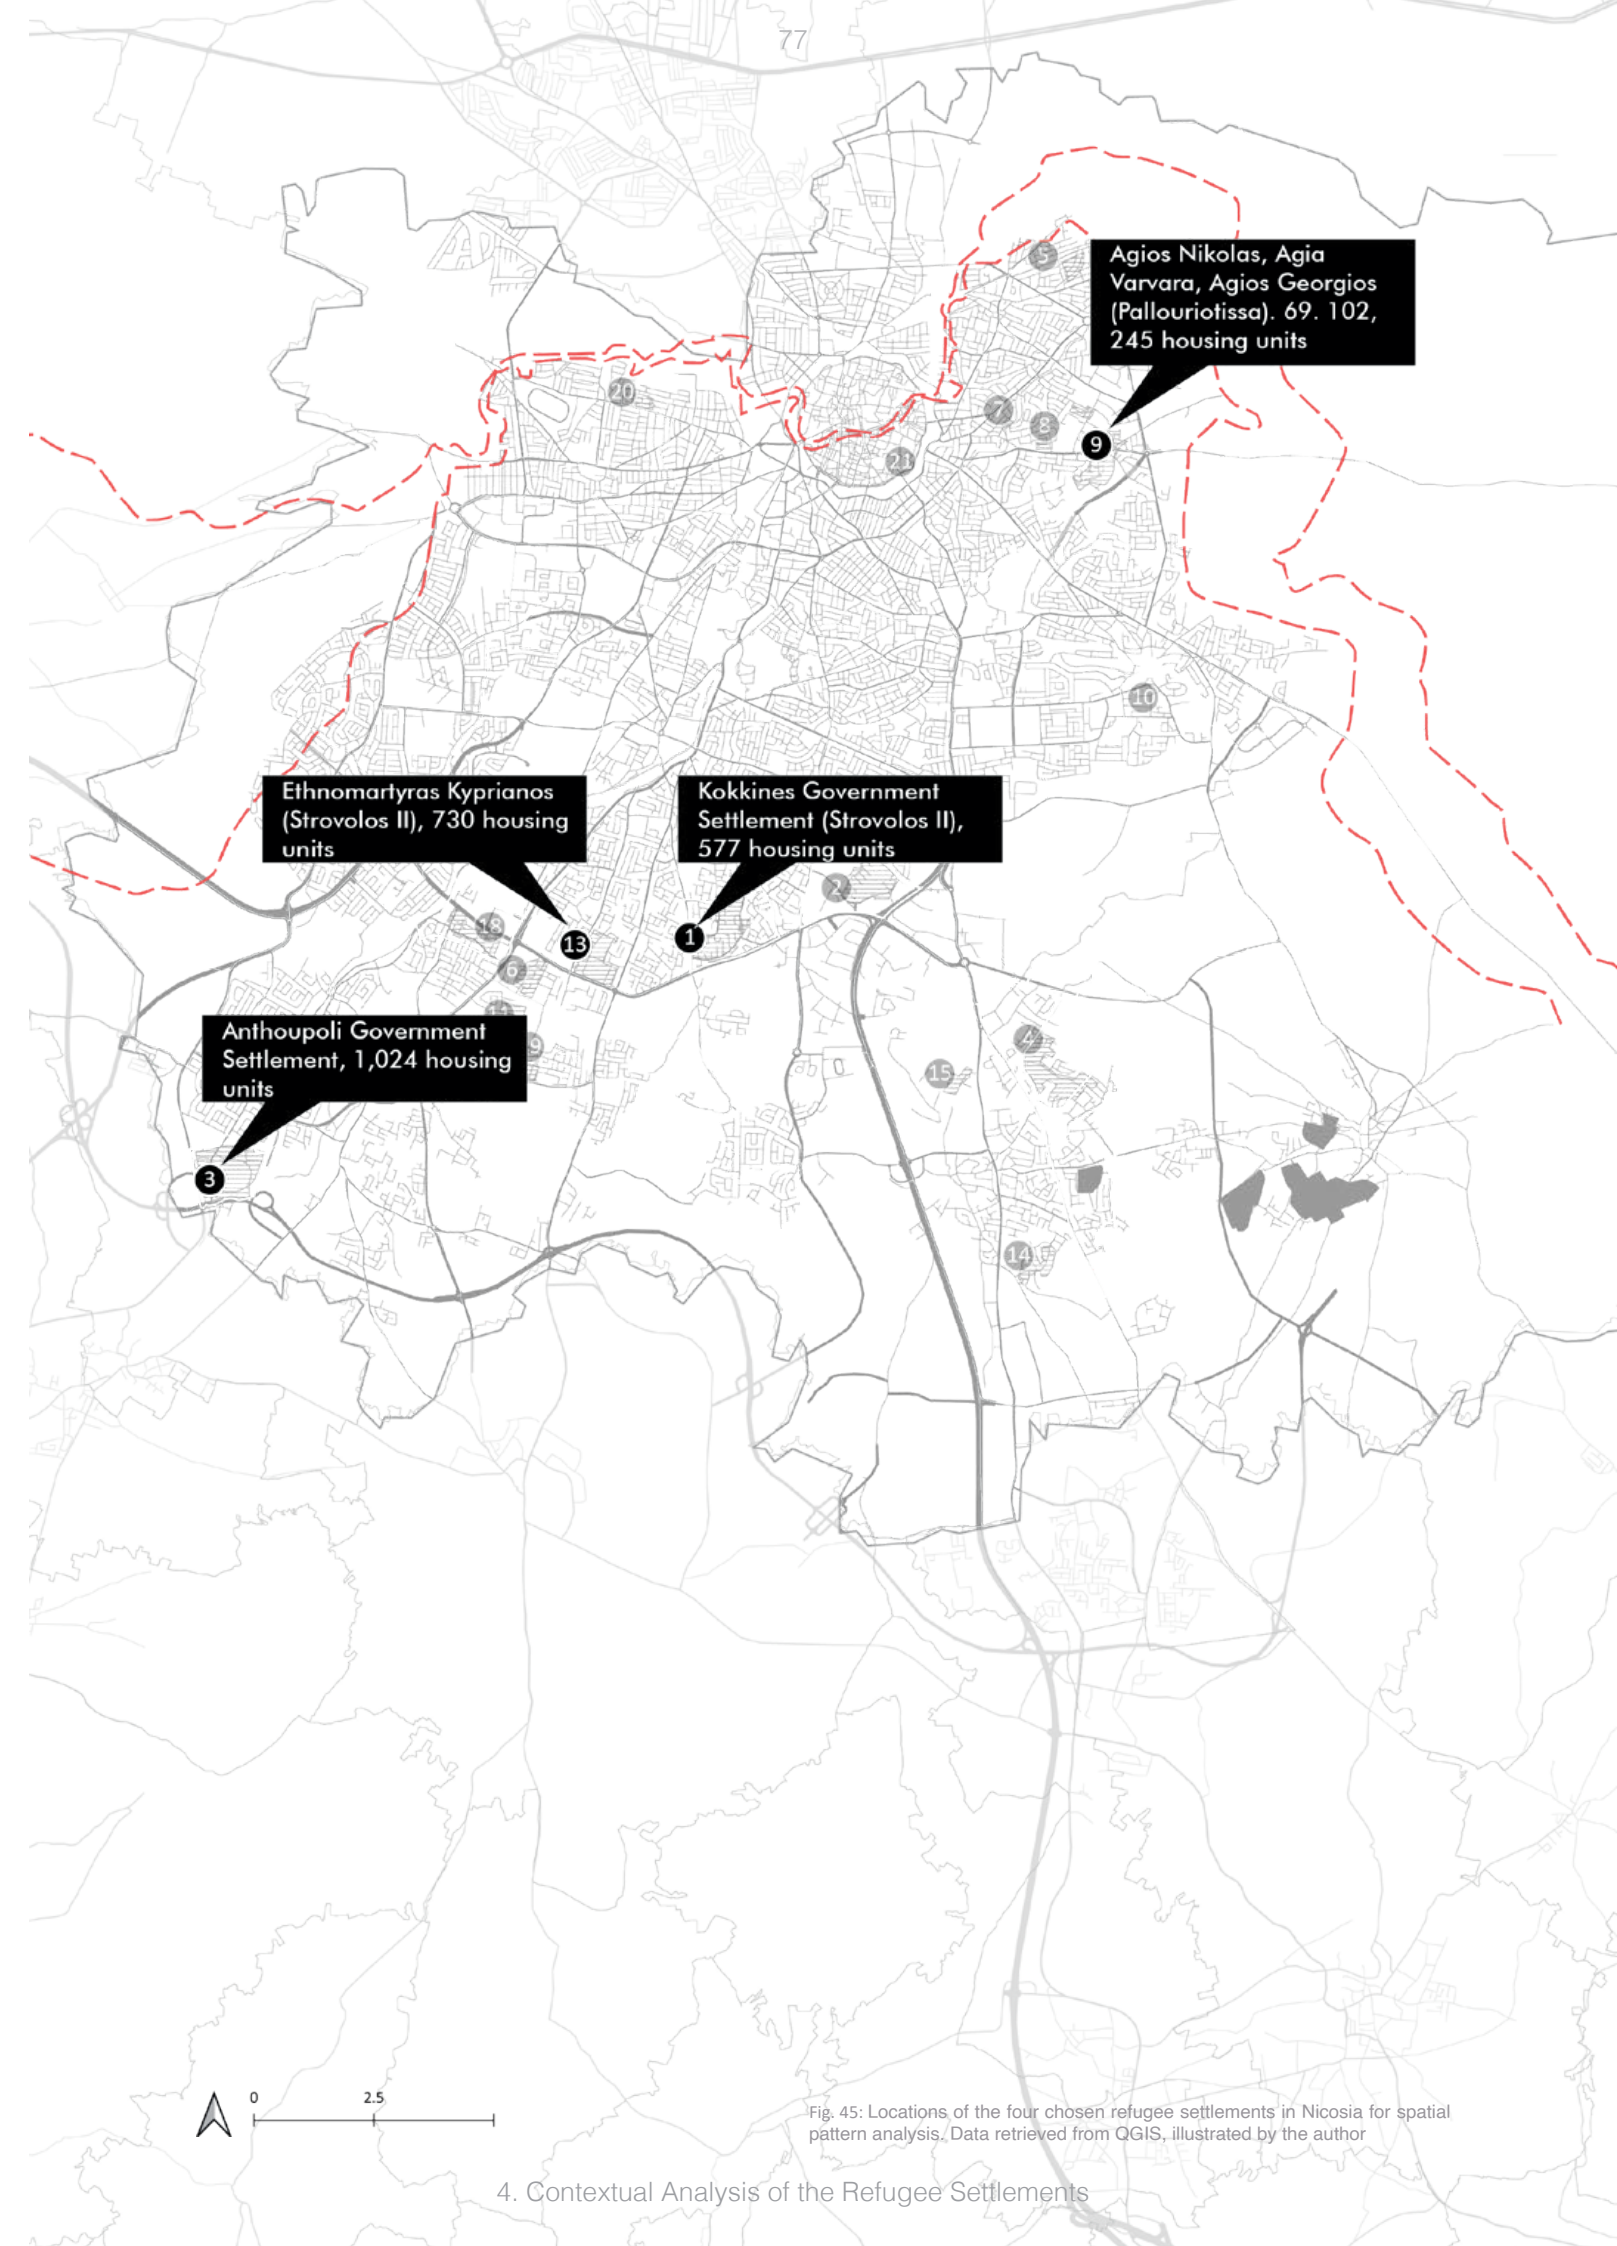 77
5
Agios Nikolas, Agia
Varvara, Agios Georgios
(Pallouriotissa). 69. 102,
245 housing units
20
7
8
9
21
10
Ethnomartyras Kyprianos
(Strovolos II), 730 housing
units
Kokkines Government
Settlement (Strovolos II),
577 housing units
2
18
13
1
6
Anthoupoli Government
Settlement, 1,024 housing
units
9
4
15
3
14
0
2.5
Fig. 45: Locations of the four chosen refugee settlements in Nicosia for spatial
pattern analysis. Data retrieved from QGIS, illustrated by the author
4. Contextual Analysis of the Refugee Settlements